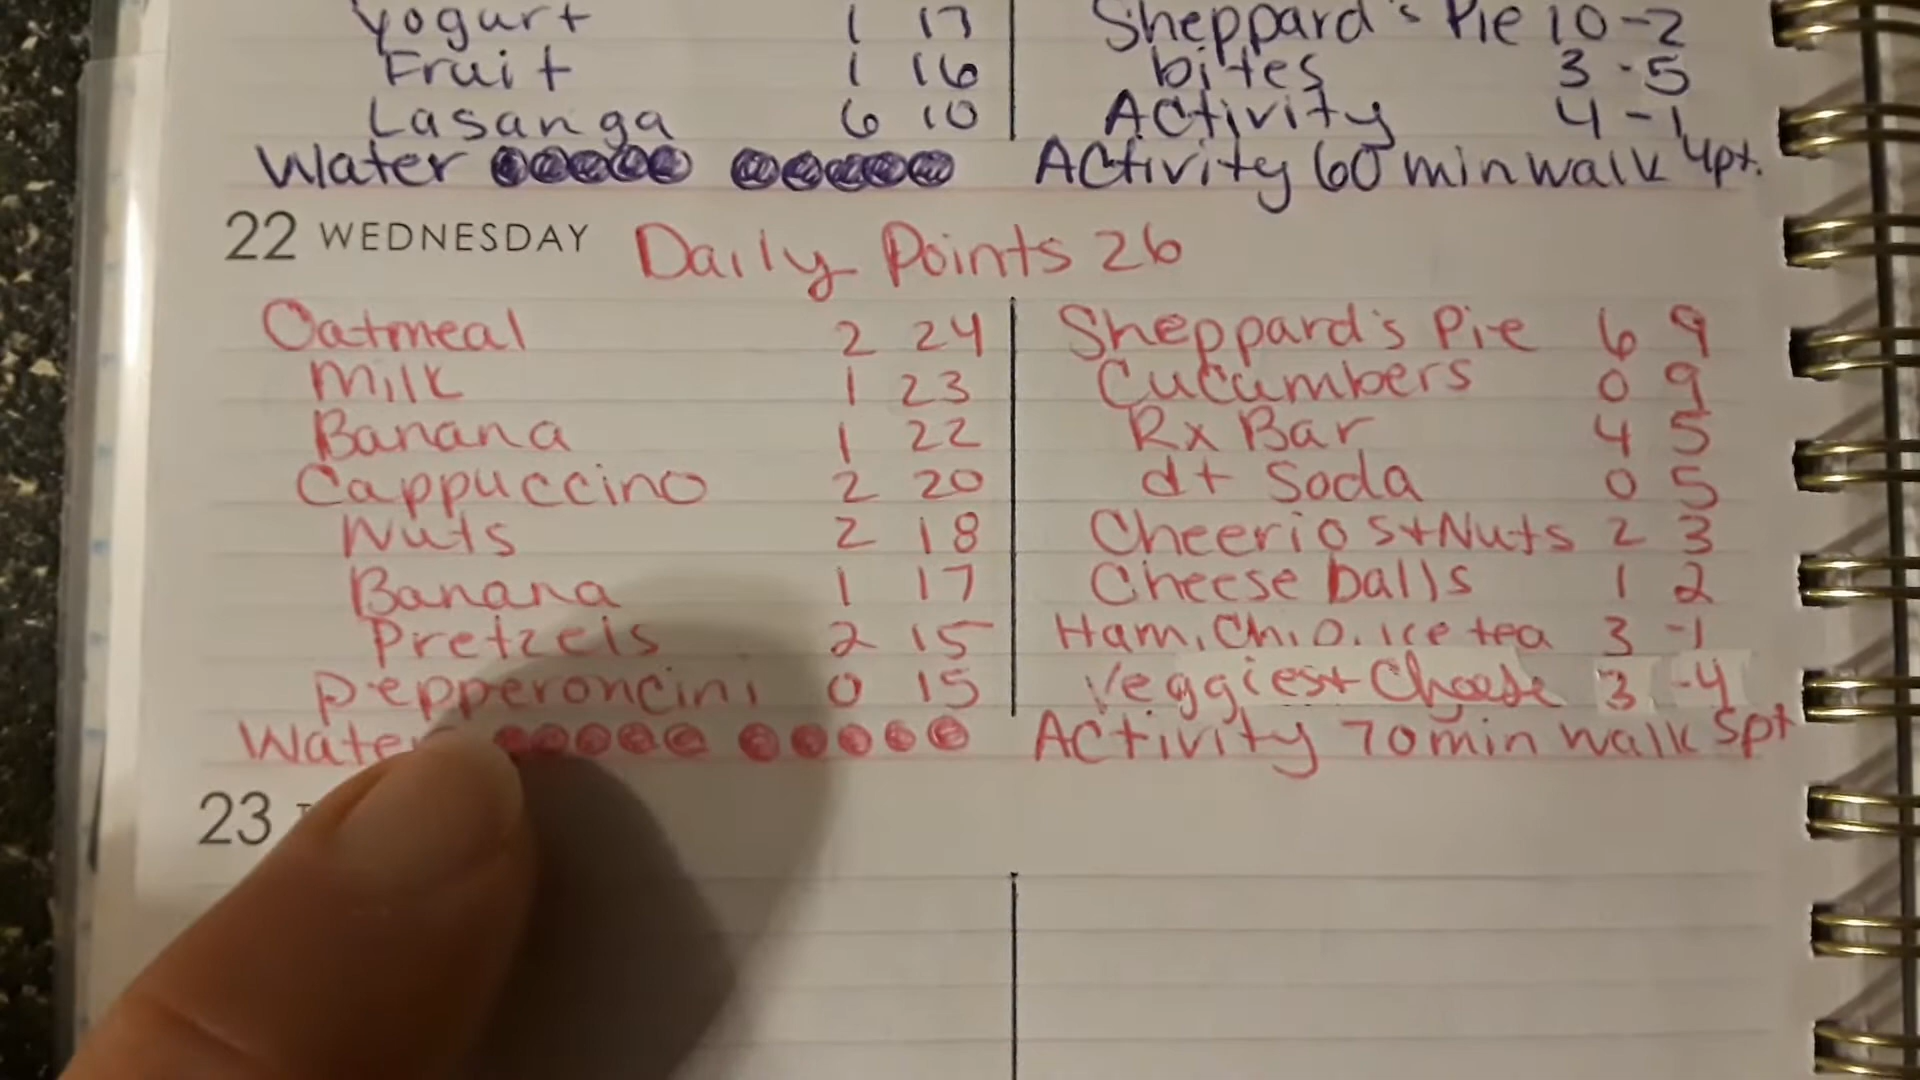 Yogurt 1 17
Fruit 1 16
Lasanga 6 10
Sheppard's Pie 10 -2
bites 3 -5
Activity 4 -1
Water
Activity 60 min walk 4pt.
22 WEDNESDAY Daily Points 26
Oatmeal 2 24
Milk 1 23
Banana 1 22
Cappuccino 2 20
Nuts 2 18
Banana 1 17
Pretzels 2 15
Pepperoncini 0 15
Sheppard's Pie 6 9
Cucumbers 0 9
Rx Bar 4 5
dt Soda 0 5
Cheerios+Nuts 2 3
Cheese balls 1 2
Ham, Ch, O. ice tea 3 -1
Veggies+ Cheese 3 -4
Water
Activity 70 min walk 5pt
23